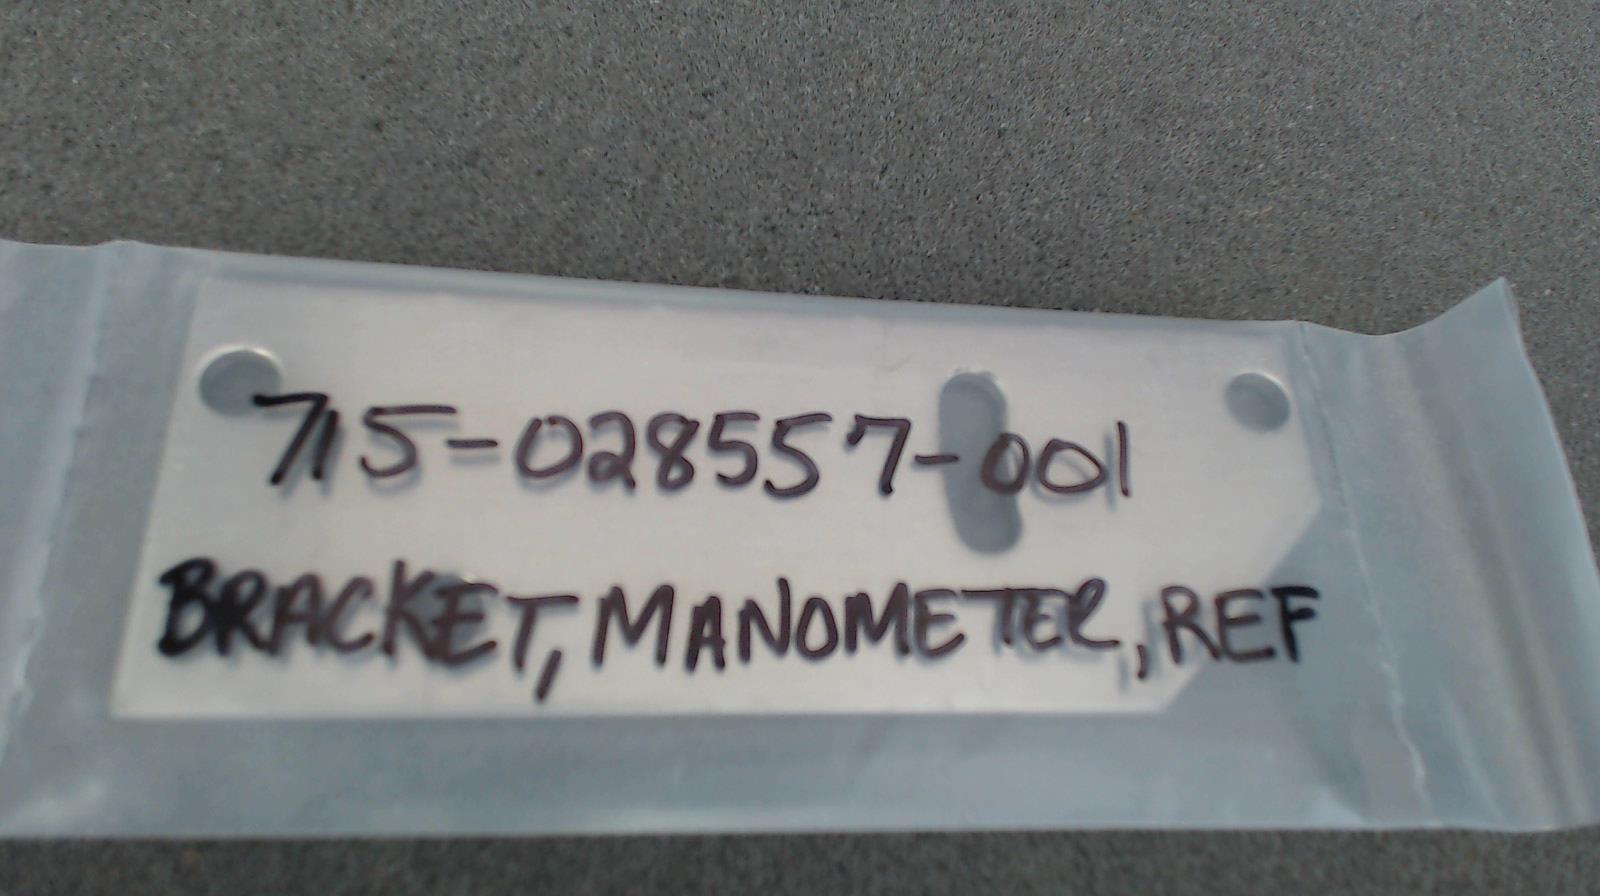 715-028557-001
BRACKET, MANOMETER, REF